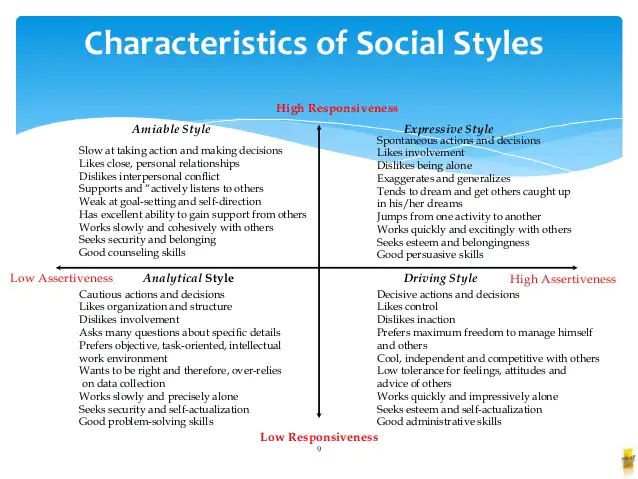 Characteristics of Social Styles
High Responsiveness
Amiable Style
Slow at taking action and making decisions
Likes close, personal relationships
Dislikes interpersonal conflict
Supports and “actively listens to others
Weak at goal-setting and self-direction
Has excellent ability to gain support from others
Works slowly and cohesively with others
Seeks security and belonging
Good counseling skills
Expressive Style
Spontaneous actions and decisions
Likes involvement
Dislikes being alone
Exaggerates and generalizes
Tends to dream and get others caught up
in his/her dreams
Jumps from one activity to another
Works quickly and excitingly with others
Seeks esteem and belongingness
Good persuasive skills
Low Assertiveness
High Assertiveness
Analytical Style
Cautious actions and decisions
Likes organization and structure
Dislikes involvement
Asks many questions about specific details
Prefers objective, task-oriented, intellectual
work environment
Wants to be right and therefore, over-relies
on data collection
Works slowly and precisely alone
Seeks security and self-actualization
Good problem-solving skills
Driving Style
Decisive actions and decisions
Likes control
Dislikes inaction
Prefers maximum freedom to manage himself
and others
Cool, independent and competitive with others
Low tolerance for feelings, attitudes and
advice of others
Works quickly and impressively alone
Seeks esteem and self-actualization
Good administrative skills
Low Responsiveness
9